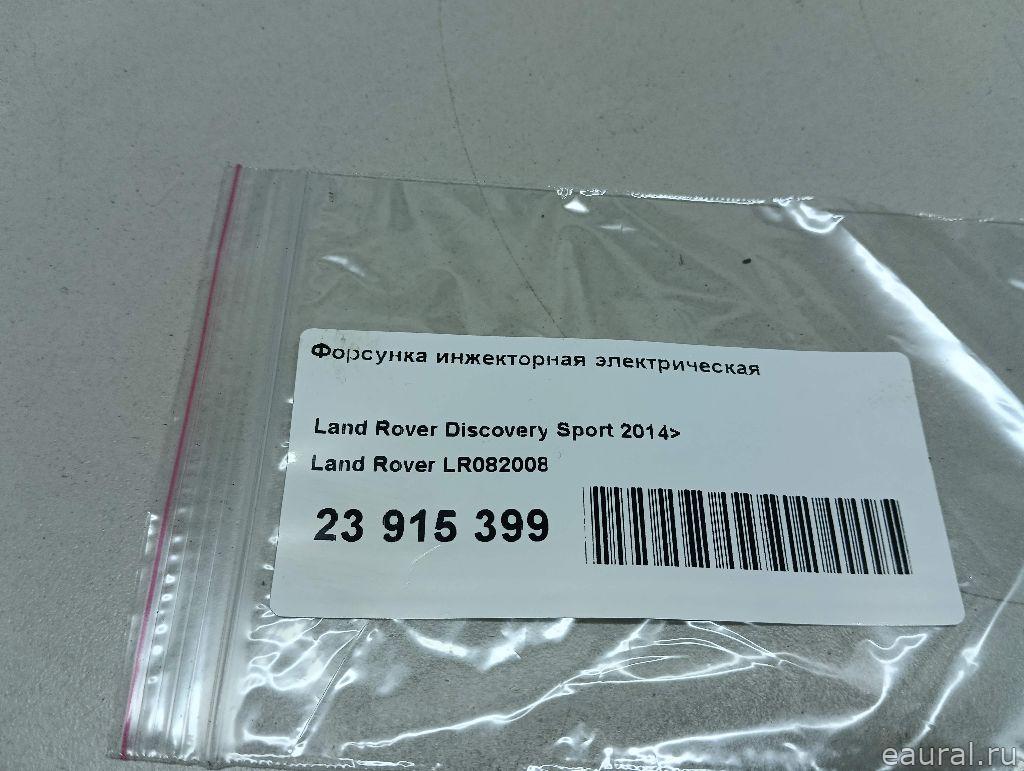 Форсунка инжекторная электрическая
Land Rover Discovery Sport 2014>
Land Rover LR082008
23 915 399
eaural.ru